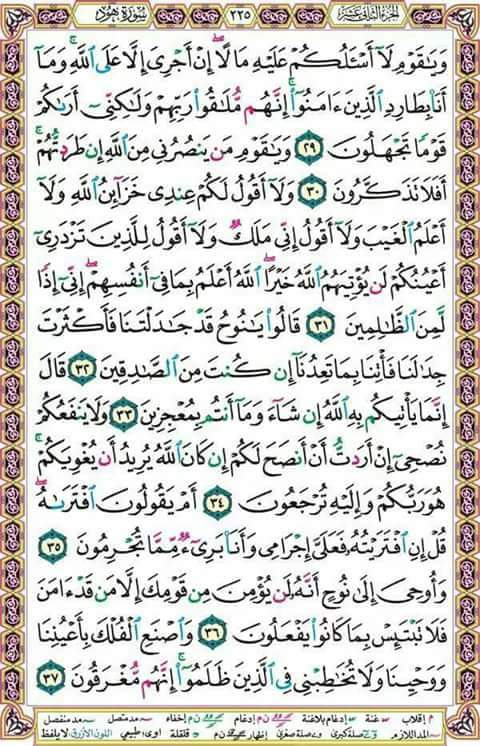 الجزء الثاني عشر ٢٢٥ سورة هود
وَيَٰقَوْمِ لَآ أَسْـَٔلُكُمْ عَلَيْهِ مَالًا ۖ إِنْ أَجْرِىَ إِلَّا عَلَى ٱللَّهِ ۚ وَمَآ
أَنَا۠ بِطَارِدِ ٱلَّذِينَ ءَامَنُوٓا۟ ۚ إِنَّهُم مُّلَٰقُوا۟ رَبِّهِمْ وَلَٰكِنِّىٓ أَرَىٰكُمْ
قَوْمًا تَجْهَلُونَ ٢٩ وَيَٰقَوْمِ مَن يَنصُرُنِى مِنَ ٱللَّهِ إِن طَرَدتُّهُمْ ۚ
أَفَلَا تَذَكَّرُونَ ٣٠ وَلَآ أَقُولُ لَكُمْ عِندِى خَزَآئِنُ ٱللَّهِ وَلَآ
أَعْلَمُ ٱلْغَيْبَ وَلَآ أَقُولُ إِنِّى مَلَكٌ وَلَآ أَقُولُ لِلَّذِينَ تَزْدَرِىٓ
أَعْيُنُكُمْ لَن يُؤْتِيَهُمُ ٱللَّهُ خَيْرًا ۖ ٱللَّهُ أَعْلَمُ بِمَا فِىٓ أَنفُسِهِمْ ۖ إِنِّىٓ إِذًا
لَّمِنَ ٱلظَّٰلِمِينَ ٣١ قَالُوا۟ يَٰنُوحُ قَدْ جَٰدَلْتَنَا فَأَكْثَرْتَ
جِدَٰلَنَا فَأْتِنَا بِمَا تَعِدُنَآ إِن كُنتَ مِنَ ٱلصَّٰدِقِينَ ٣٢ قَالَ
إِنَّمَا يَأْتِيكُم بِهِ ٱللَّهُ إِن شَآءَ وَمَآ أَنتُم بِمُعْجِزِينَ ٣٣ وَلَا يَنفَعُكُمْ
نُصْحِىٓ إِنْ أَرَدتُّ أَنْ أَنصَحَ لَكُمْ إِن كَانَ ٱللَّهُ يُرِيدُ أَن يُغْوِيَكُمْ ۚ
هُوَ رَبُّكُمْ وَإِلَيْهِ تُرْجَعُونَ ٣٤ أَمْ يَقُولُونَ ٱفْتَرَىٰهُ ۖ
قُلْ إِنِ ٱفْتَرَيْتُهُۥ فَعَلَىَّ إِجْرَامِى وَأَنَا۠ بَرِىٓءٌ مِّمَّا تُجْرِمُونَ ٣٥
وَأُوحِىَ إِلَىٰ نُوحٍ أَنَّهُۥ لَن يُؤْمِنَ مِن قَوْمِكَ إِلَّا مَن قَدْ ءَامَنَ
فَلَا تَبْتَئِسْ بِمَا كَانُوا۟ يَفْعَلُونَ ٣٦ وَٱصْنَعِ ٱلْفُلْكَ بِأَعْيُنِنَا
وَوَحْيِنَا وَلَا تُخَٰطِبْنِى فِى ٱلَّذِينَ ظَلَمُوٓا۟ ۚ إِنَّهُم مُّغْرَقُونَ ٣٧
م إقلاب غنة إدغام بلاغنة ن م إدغام ن م إخفاء مد متصل مد منفصل
المد اللازم صلة كبرى صلة صغرى إظهار ن م قلقلة اوى: طبيعي اللون الأزرق لا يلفظ